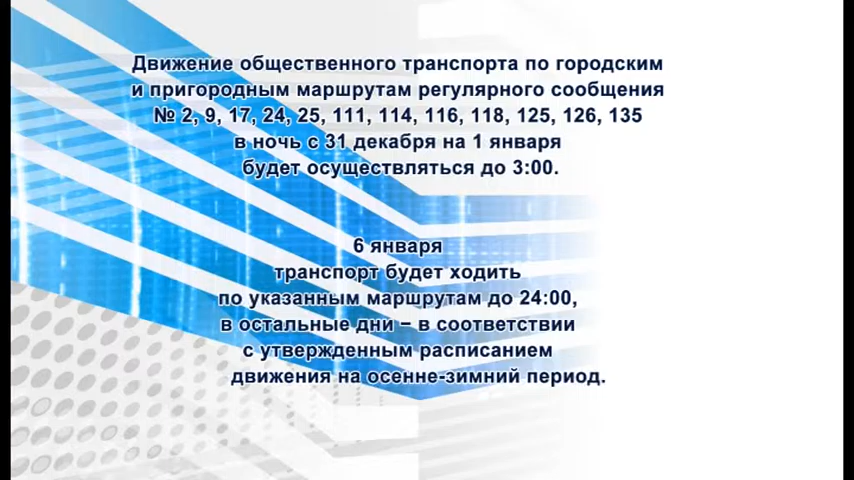 Движение общественного транспорта по городским
и пригородным маршрутам регулярного сообщения
№ 2, 9, 17, 24, 25, 111, 114, 116, 118, 125, 126, 135
в ночь с 31 декабря на 1 января
будет осуществляться до 3:00.
6 января
транспорт будет ходить
по указанным маршрутам до 24:00,
в остальные дни – в соответствии
с утвержденным расписанием
движения на осенне-зимний период.